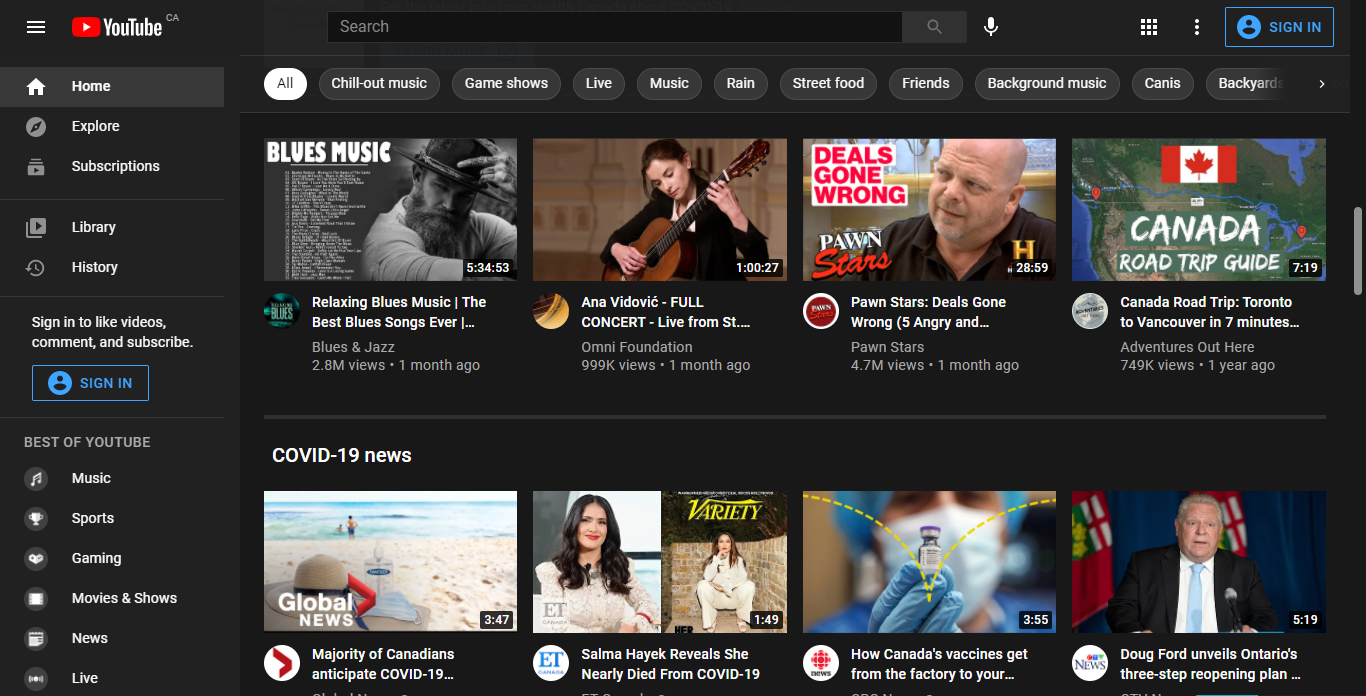 YouTube CA
Search
SIGN IN
Home
Explore
Subscriptions
Library
History
Sign in to like videos,
comment, and subscribe.
SIGN IN
BEST OF YOUTUBE
Music
Sports
Gaming
Movies & Shows
News
Live
All
Chill-out music
Game shows
Live
Music
Rain
Street food
Friends
Background music
Canis
Backyards
BLUES MUSIC
5:34:53
RELAXING
BLUES
Relaxing Blues Music | The
Best Blues Songs Ever |...
Blues & Jazz
2.8M views • 1 month ago
1:00:27
Ana Vidović - FULL
CONCERT - Live from St....
Omni Foundation
999K views • 1 month ago
DEALS
GONE
WRONG
PAWN
Stars
H
28:59
PAWN
Stars
Pawn Stars: Deals Gone
Wrong (5 Angry and...
Pawn Stars
4.7M views • 1 month ago
CANADA
ROAD TRIP GUIDE
7:19
ADVENTURES
Canada Road Trip: Toronto
to Vancouver in 7 minutes...
Adventures Out Here
749K views • 1 year ago
COVID-19 news
Global
NEWS
3:47
Majority of Canadians
anticipate COVID-19...
VARIETY
ET
CANADA
HER
1:49
ET
CANADA
Salma Hayek Reveals She
Nearly Died From COVID-19
3:55
news
How Canada's vaccines get
from the factory to your...
5:19
NEWS
Doug Ford unveils Ontario's
three-step reopening plan ...